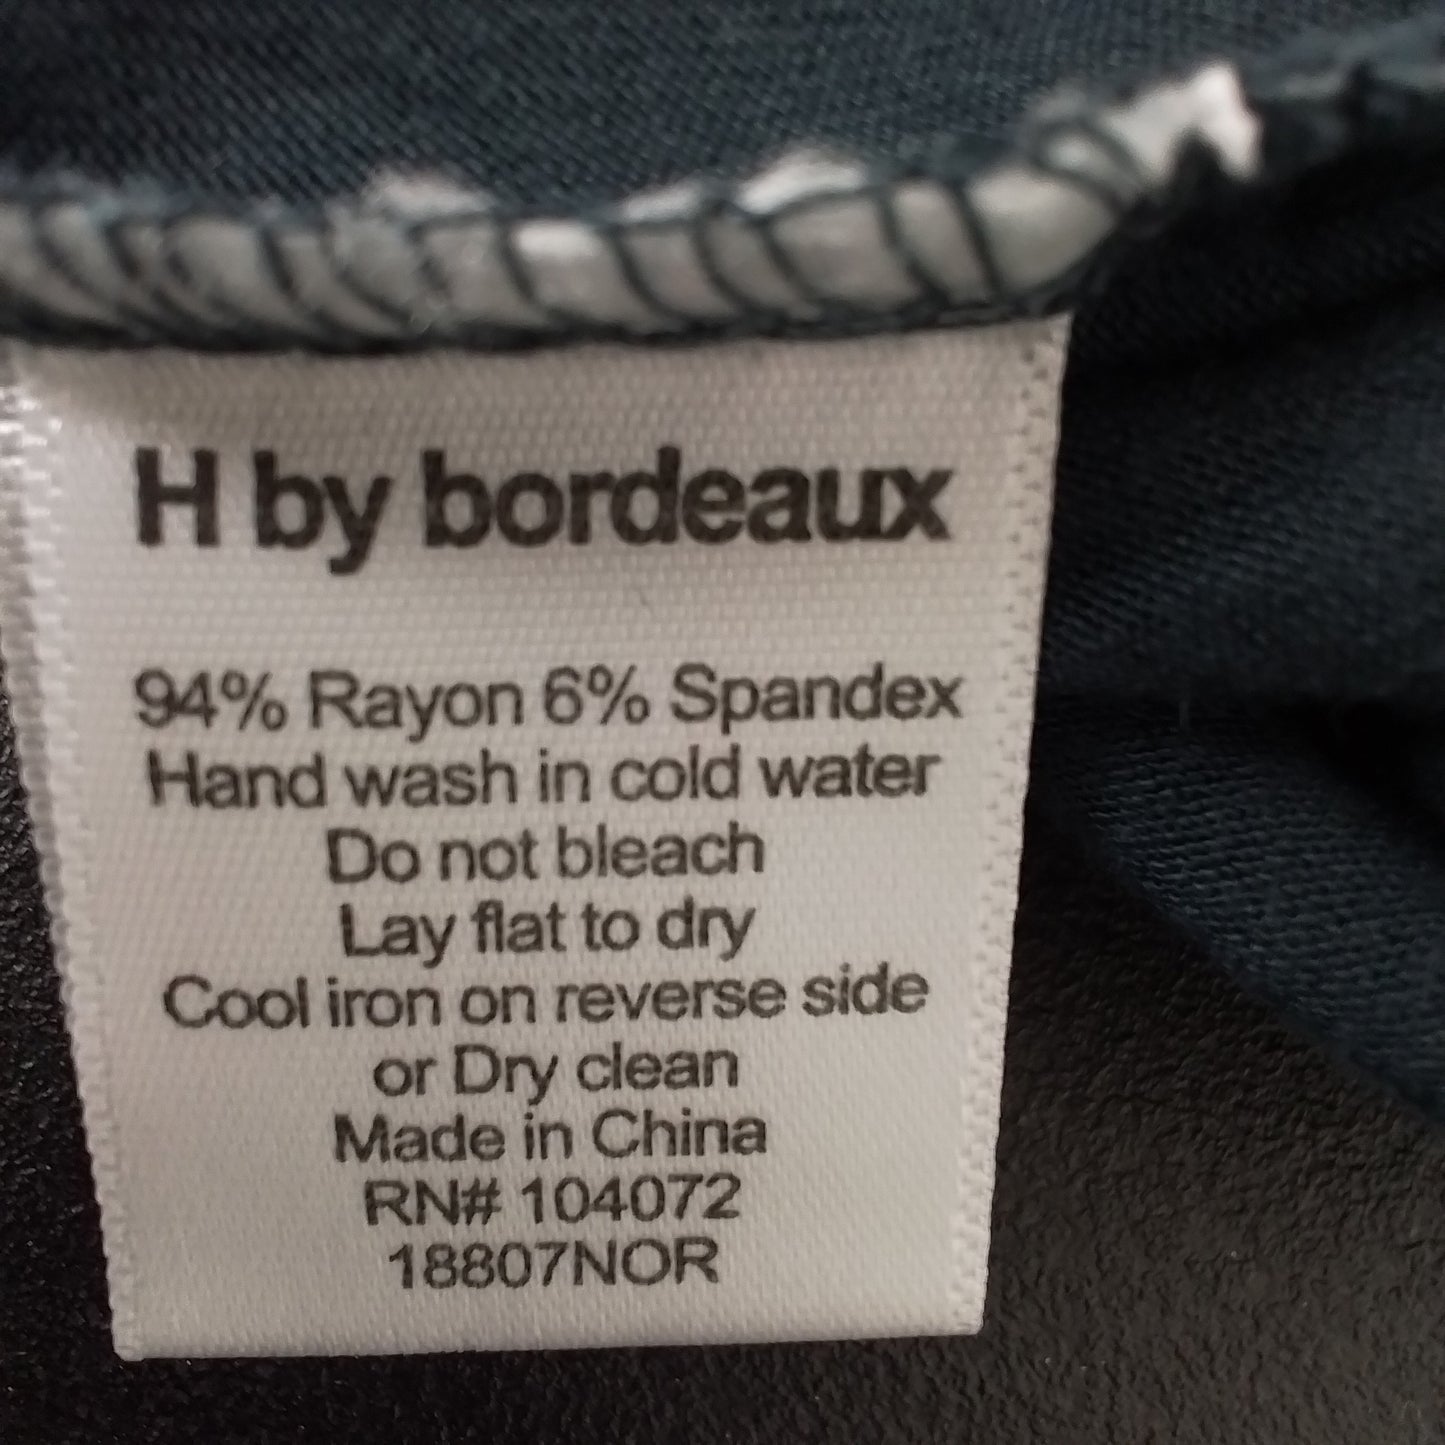 H by bordeaux
94% Rayon 6% Spandex
Hand wash in cold water
Do not bleach
Lay flat to dry
Cool iron on reverse side
or Dry clean
Made in China
RN# 104072
18807NOR